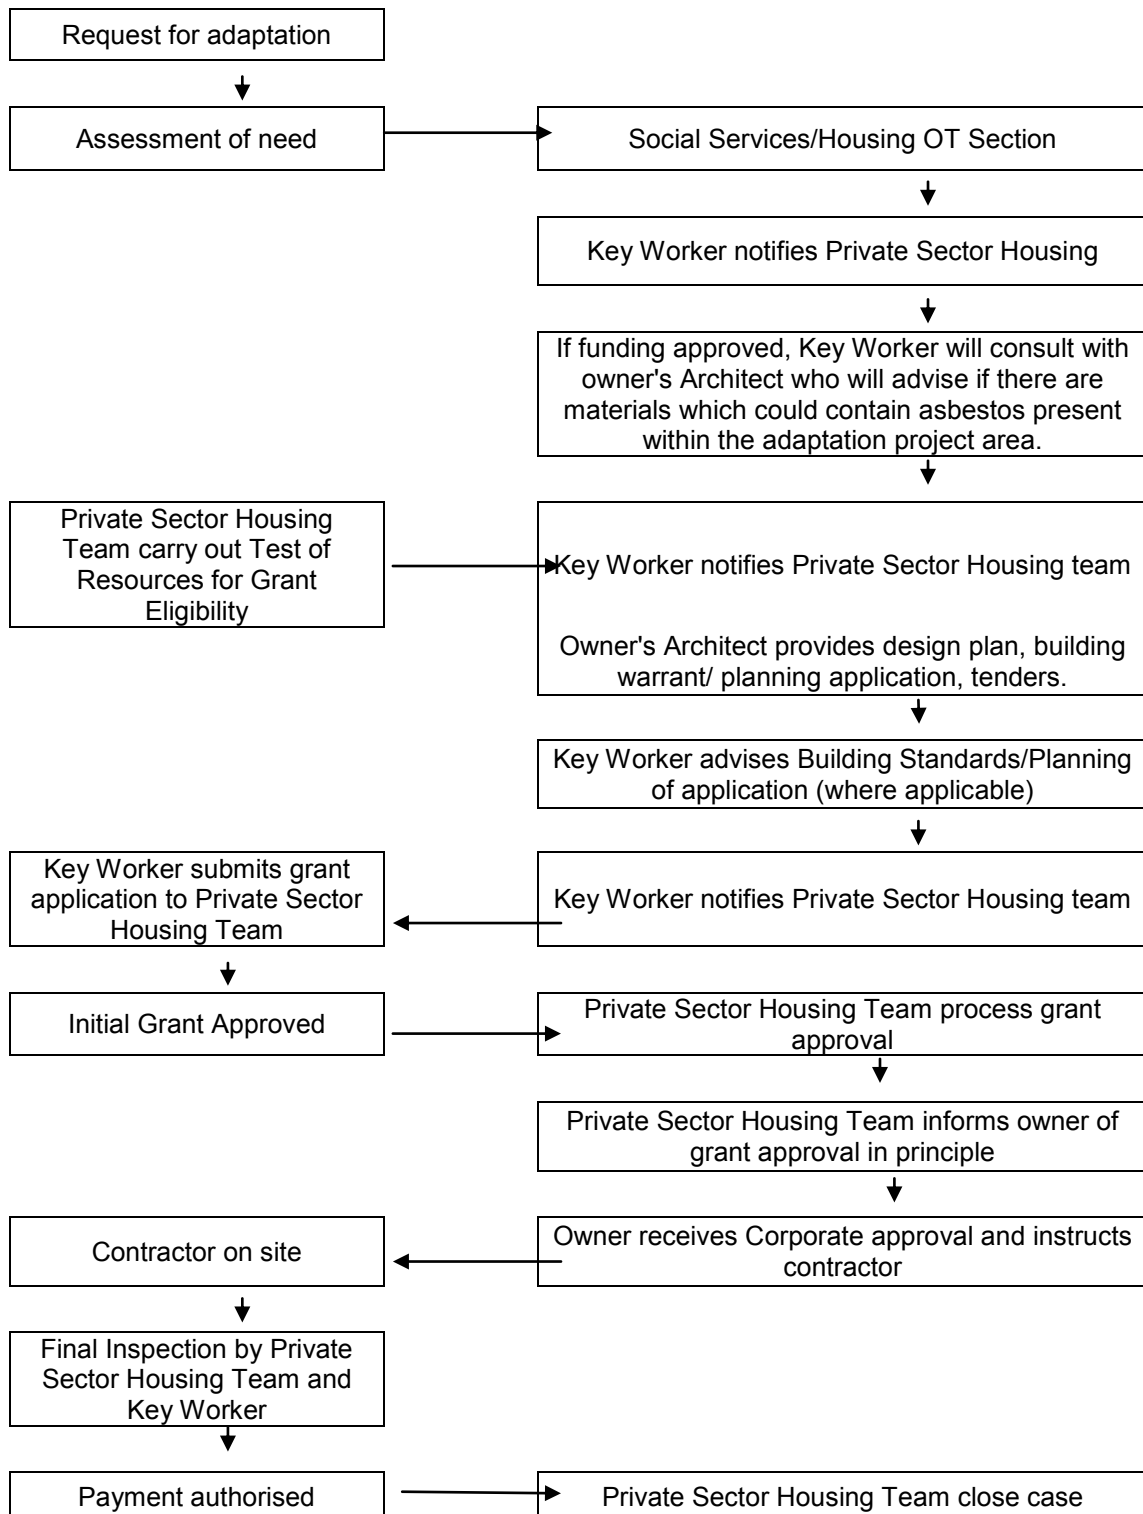 Request for adaptation
Assessment of need
Social Services/Housing OT Section
Key Worker notifies Private Sector Housing
If funding approved, Key Worker will consult with
owner's Architect who will advise if there are
materials which could contain asbestos present
within the adaptation project area.
Private Sector Housing
Team carry out Test of
Resources for Grant
Eligibility
Key Worker notifies Private Sector Housing team
Owner's Architect provides design plan, building
warrant/ planning application, tenders.
Key Worker advises Building Standards/Planning
of application (where applicable)
Key Worker notifies Private Sector Housing team
Key Worker submits grant
application to Private Sector
Housing Team
Initial Grant Approved
Private Sector Housing Team process grant
approval
Private Sector Housing Team informs owner of
grant approval in principle
Owner receives Corporate approval and instructs
contractor
Contractor on site
Final Inspection by Private
Sector Housing Team and
Key Worker
Payment authorised
Private Sector Housing Team close case